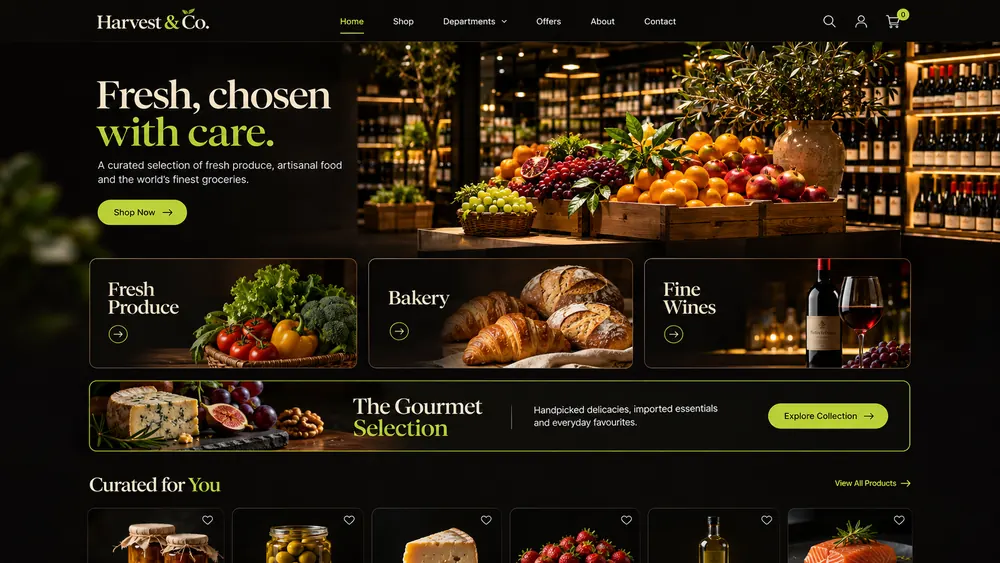 Harvest & Co.
Home
Shop
Departments
Offers
About
Contact
0
Fresh, chosen
with care.
A curated selection of fresh produce, artisanal food
and the world's finest groceries.
Shop Now
Fresh
Produce
Bakery
Fine
Wines
The Gourmet
Selection
Handpicked delicacies, imported essentials
and everyday favourites.
Explore Collection
Curated for You
View All Products